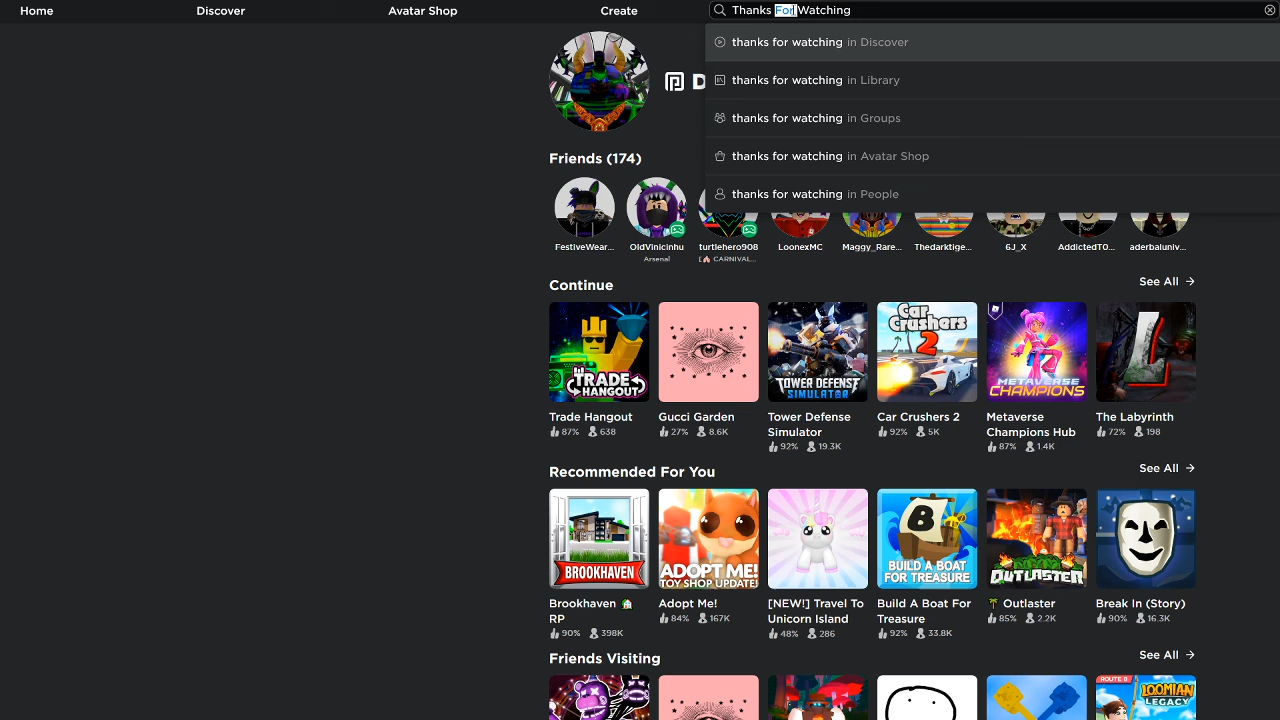 Home
Discover
Avatar Shop
Create
Thanks For Watching
thanks for watching in Discover
thanks for watching in Library
thanks for watching in Groups
thanks for watching in Avatar Shop
thanks for watching in People
D
Friends (174)
FestiveWear...
OldVinicinhu
turtlehero908
LoonexMC
Maggy_Rare...
Thedarktige...
6J_X
AddictedT0...
aderbaluniv...
Arsenal
CARNIVAL...
Continue
See All
TRADE HANGOUT
Car Crushers 2
TOWER DEFENSE SIMULATOR
METAVERSE CHAMPIONS
L
Trade Hangout
87% 638
Gucci Garden
27% 8.6K
Tower Defense
Simulator
92% 19.3K
Car Crushers 2
92% 5K
Metaverse
Champions Hub
87% 1.4K
The Labyrinth
72% 198
Recommended For You
See All
BROOKHAVEN
ADOPT ME!
TOY SHOP UPDATE!
B
BUILD A BOAT
FOR TREASURE
OUTLASTER
Brookhaven 🏡
RP
90% 398K
Adopt Me!
84% 167K
[NEW!] Travel To
Unicorn Island
48% 286
Build A Boat For
Treasure
92% 33.8K
🌴 Outlaster
85% 2.2K
Break In (Story)
90% 16.3K
Friends Visiting
See All
ROUTE 8
LOOMIAN
LEGACY